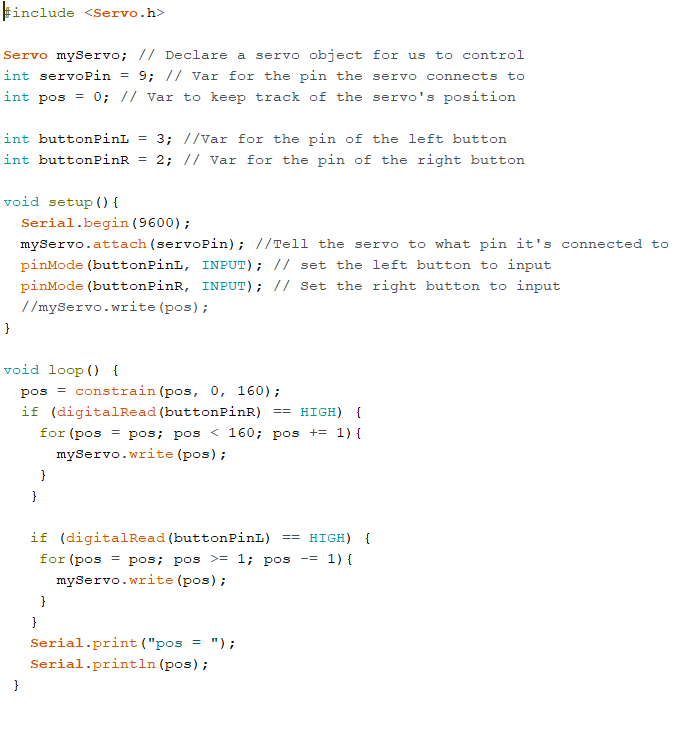 #include <Servo.h>

Servo myServo; // Declare a servo object for us to control
int servoPin = 9; // Var for the pin the servo connects to
int pos = 0; // Var to keep track of the servo's position

int buttonPinL = 3; //Var for the pin of the left button
int buttonPinR = 2; // Var for the pin of the right button

void setup(){
  Serial.begin(9600);
  myServo.attach(servoPin); //Tell the servo to what pin it's connected to
  pinMode(buttonPinL, INPUT); // set the left button to input
  pinMode(buttonPinR, INPUT); // Set the right button to input
  //myServo.write(pos);
}

void loop() {
  pos = constrain(pos, 0, 160);
  if (digitalRead(buttonPinR) == HIGH) {
    for(pos = pos; pos < 160; pos += 1){
      myServo.write(pos);
    }
   }

   if (digitalRead(buttonPinL) == HIGH) {
    for(pos = pos; pos >= 1; pos -= 1){
      myServo.write(pos);
    }
   }
   Serial.print("pos = ");
   Serial.println(pos);
 }